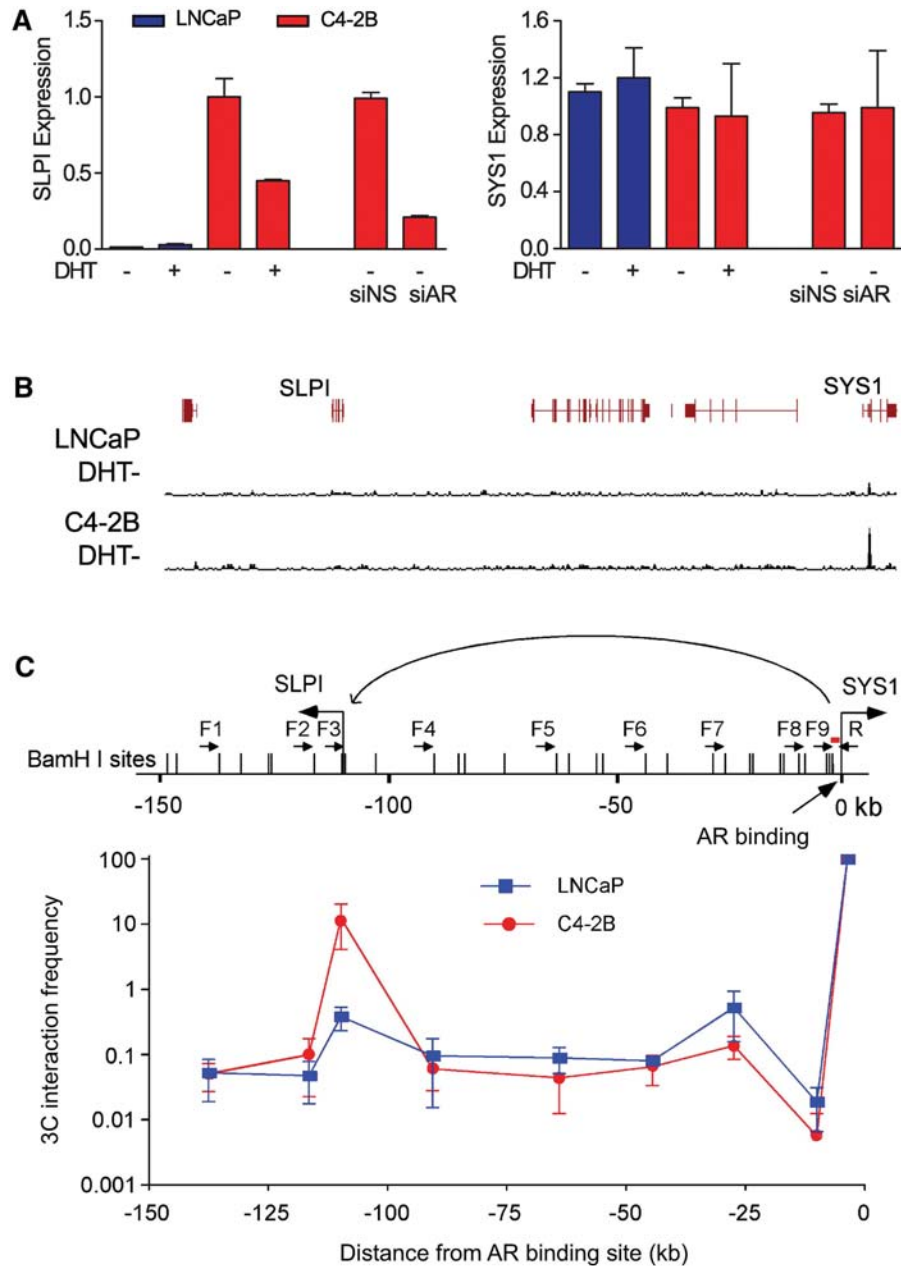 A
LNCaP
C4-2B
SLPI Expression
1.5
1.0
0.5
0.0
DHT
-
+
-
+
-
-
siNS
siAR
SYS1 Expression
1.6
1.2
0.8
0.4
0.0
DHT
-
+
-
+
-
-
siNS
siAR
B
SLPI
SYS1
LNCaP
DHT-
C4-2B
DHT-
C
SLPI
SYS1
F1
F2
F3
F4
F5
F6
F7
F8
F9
R
BamH I sites
-150
-100
-50
0 kb
AR binding
3C interaction frequency
100
10
1
0.1
0.01
0.001
LNCaP
C4-2B
-150
-125
-100
-75
-50
-25
0
Distance from AR binding site (kb)